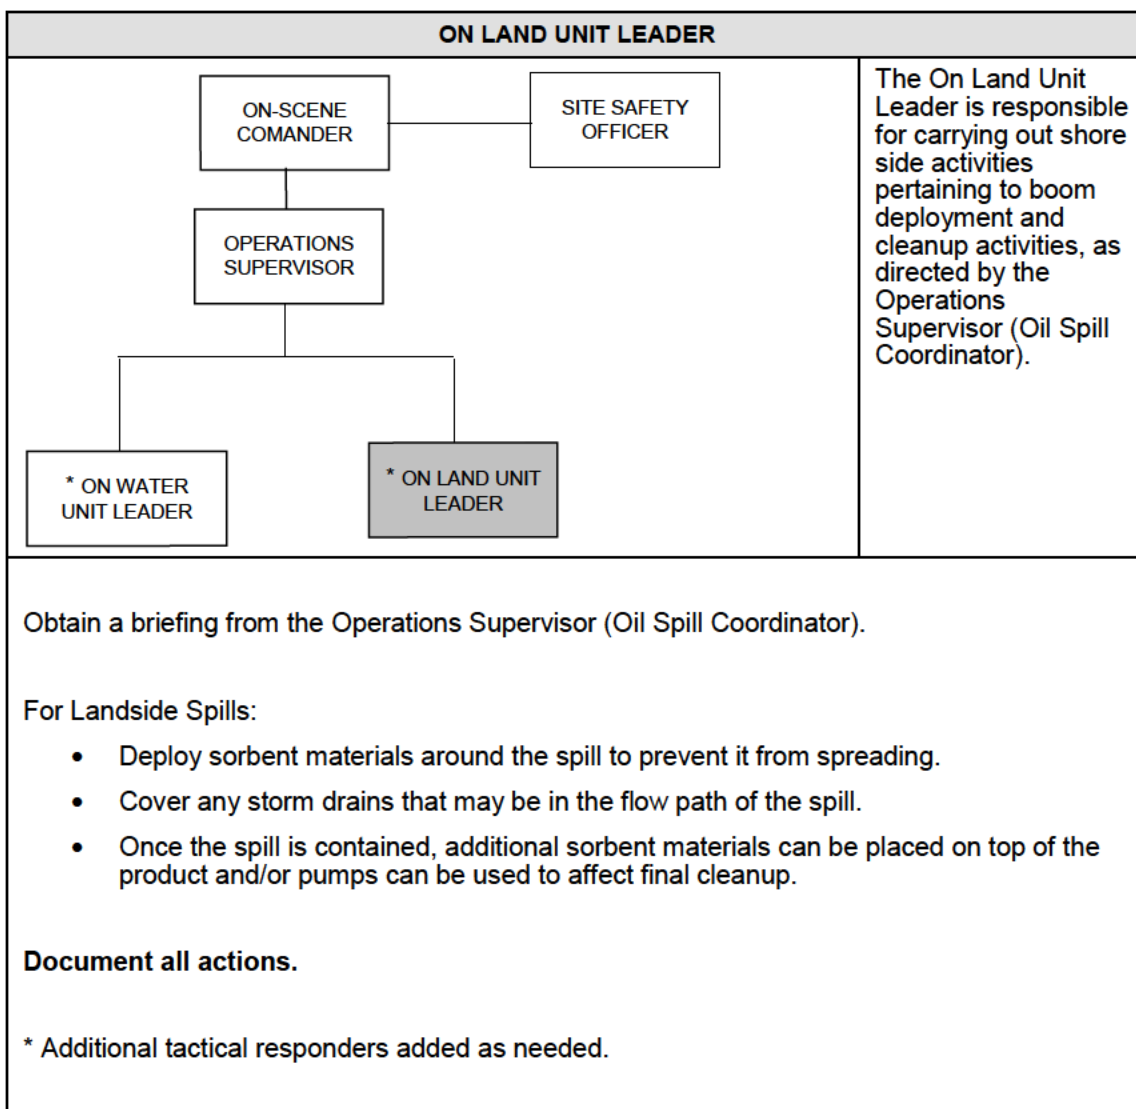 ON LAND UNIT LEADER
ON-SCENE
COMANDER
SITE SAFETY
OFFICER
OPERATIONS
SUPERVISOR
* ON WATER
UNIT LEADER
* ON LAND UNIT
LEADER
The On Land Unit
Leader is responsible
for carrying out shore
side activities
pertaining to boom
deployment and
cleanup activities, as
directed by the
Operations
Supervisor (Oil Spill
Coordinator).
Obtain a briefing from the Operations Supervisor (Oil Spill Coordinator).
For Landside Spills:
• Deploy sorbent materials around the spill to prevent it from spreading.
• Cover any storm drains that may be in the flow path of the spill.
• Once the spill is contained, additional sorbent materials can be placed on top of the
product and/or pumps can be used to affect final cleanup.
Document all actions.
* Additional tactical responders added as needed.